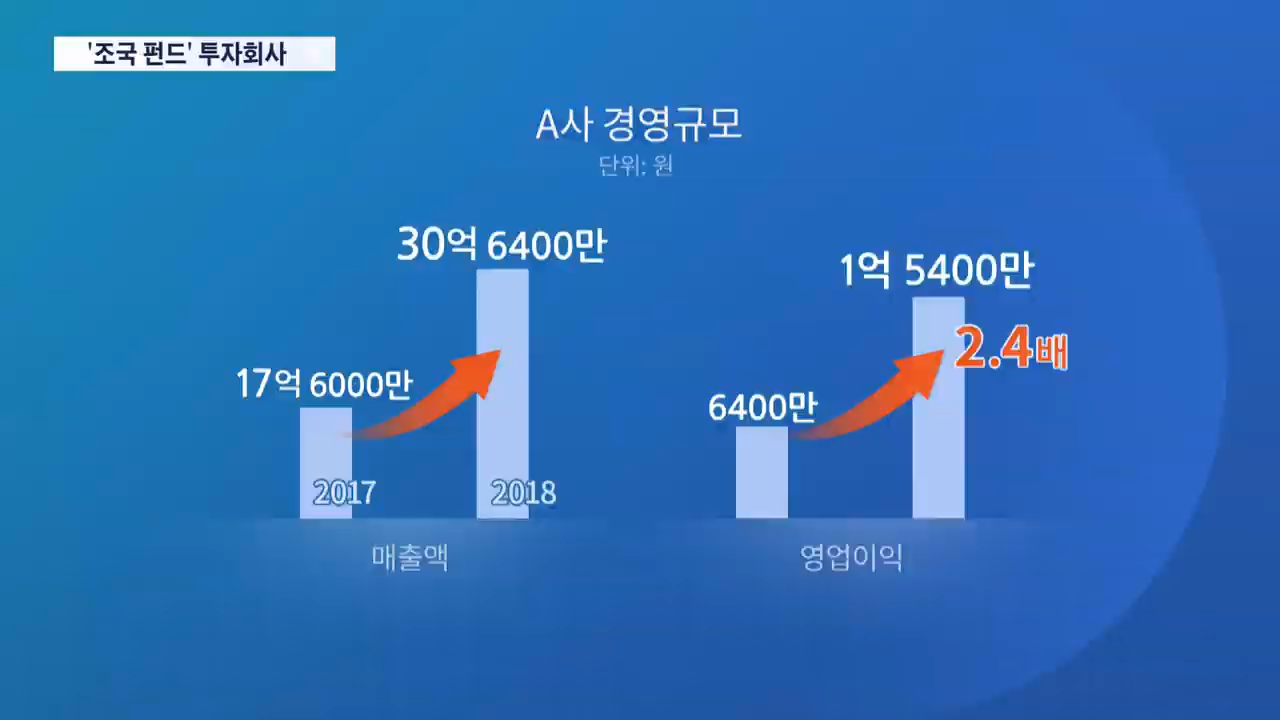 '조국 펀드' 투자회사
A사 경영규모
단위: 원
30억 6400만
17억 6000만
2017
2018
매출액
1억 5400만
2.4배
6400만
영업이익